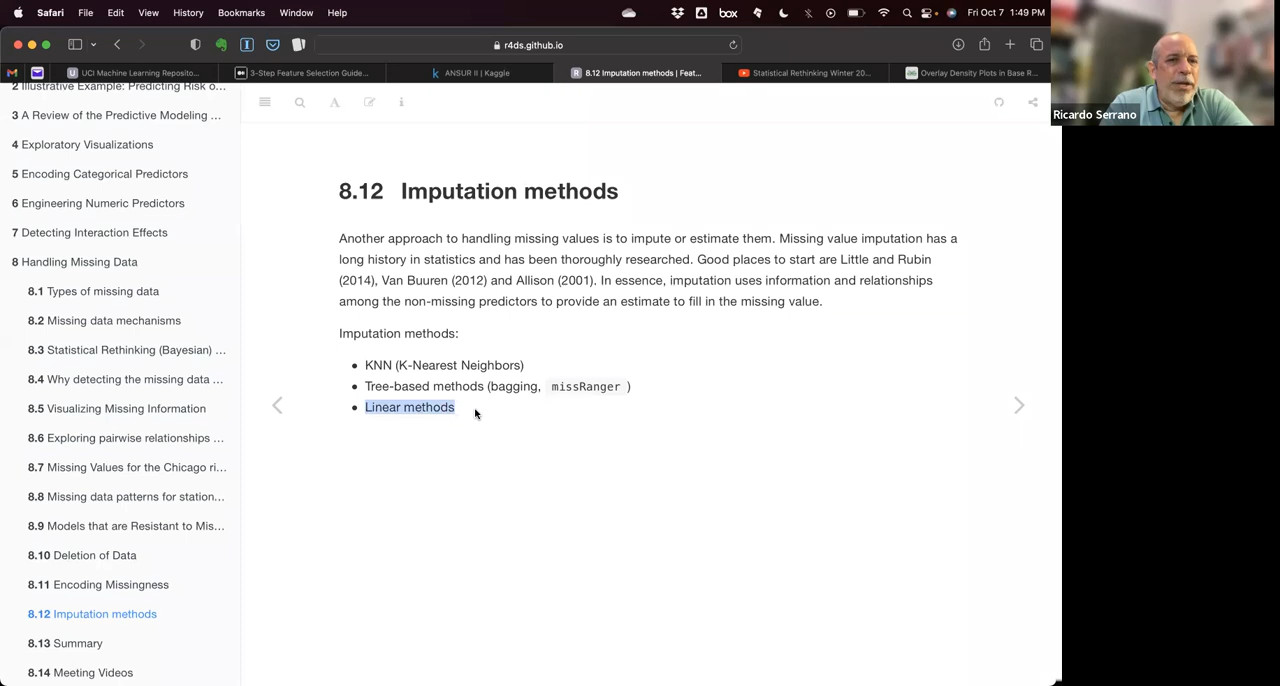 Safari File Edit View History Bookmarks Window Help box Fri Oct 7 1:49 PM
r4ds.github.io
UCI Machine Learning Reposito... 3-Step Feature Selection Guide... ANSUR II | Kaggle 8.12 Imputation methods | Feat... Statistical Rethinking Winter 20... Overlay Density Plots in Base R...
Ricardo Serrano
2 Illustrative Example: Predicting Risk o...
3 A Review of the Predictive Modeling ...
4 Exploratory Visualizations
5 Encoding Categorical Predictors
6 Engineering Numeric Predictors
7 Detecting Interaction Effects
8 Handling Missing Data
8.1 Types of missing data
8.2 Missing data mechanisms
8.3 Statistical Rethinking (Bayesian) ...
8.4 Why detecting the missing data ...
8.5 Visualizing Missing Information
8.6 Exploring pairwise relationships ...
8.7 Missing Values for the Chicago ri...
8.8 Missing data patterns for station...
8.9 Models that are Resistant to Mis...
8.10 Deletion of Data
8.11 Encoding Missingness
8.12 Imputation methods
8.13 Summary
8.14 Meeting Videos
8.12 Imputation methods
Another approach to handling missing values is to impute or estimate them. Missing value imputation has a
long history in statistics and has been thoroughly researched. Good places to start are Little and Rubin
(2014), Van Buuren (2012) and Allison (2001). In essence, imputation uses information and relationships
among the non-missing predictors to provide an estimate to fill in the missing value.
Imputation methods:
• KNN (K-Nearest Neighbors)
• Tree-based methods (bagging, missRanger )
• Linear methods